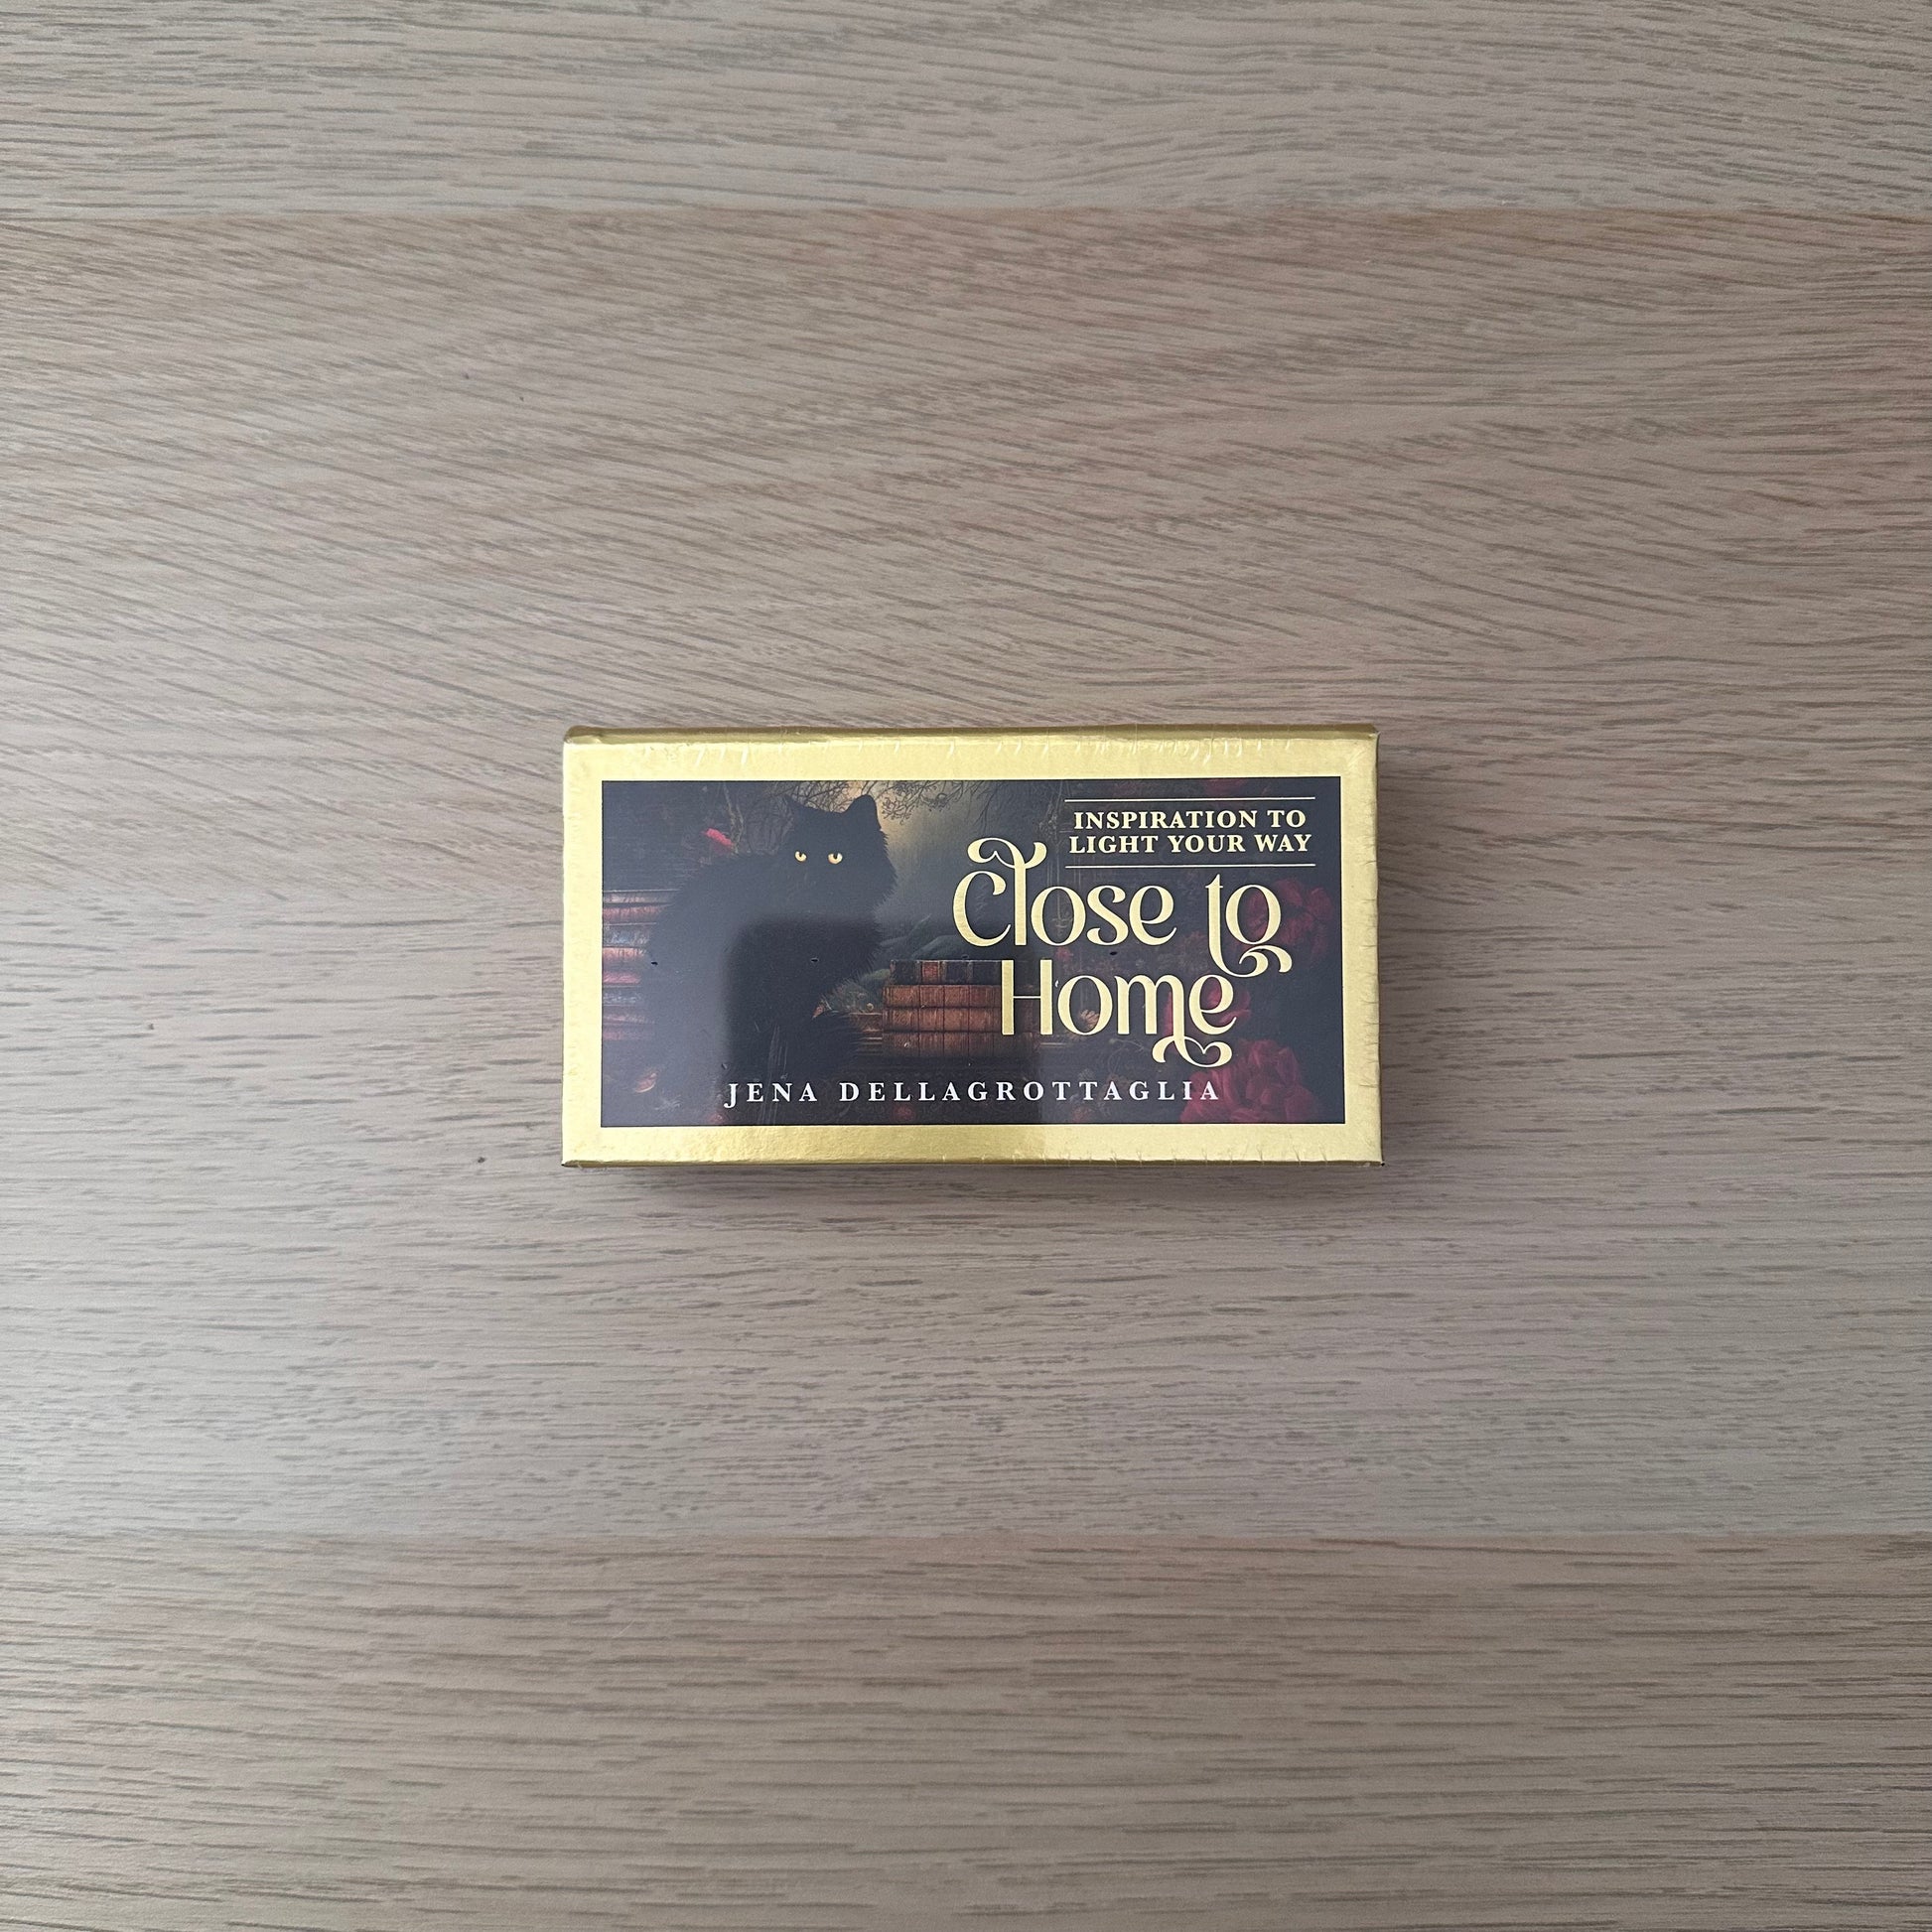 INSPIRATION TO
LIGHT YOUR WAY
Close to
Home
JENA DELLAGROTTAGLIA